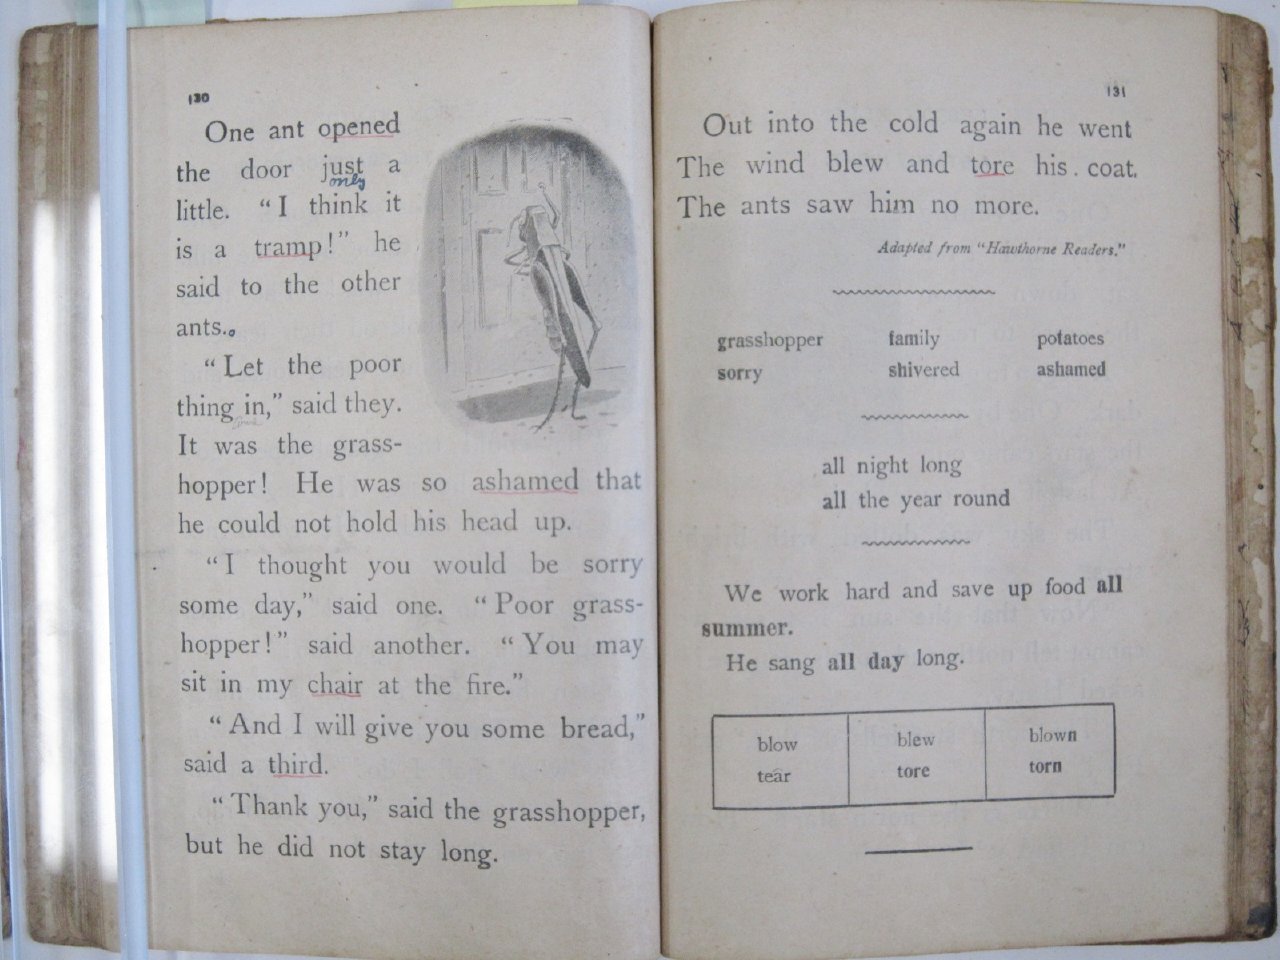 130
One ant opened
the door just a
only
little. "I think it
is a tramp!" he
said to the other
ants..
"Let the poor
thing in," said they.
It was the grass-
hopper! He was so ashamed that
he could not hold his head up.
"I thought you would be sorry
some day," said one. "Poor grass-
hopper!" said another. "You may
sit in my chair at the fire."
"And I will give you some bread,"
said a third.
"Thank you," said the grasshopper,
but he did not stay long.
131
Out into the cold again he went
The wind blew and tore his. coat.
The ants saw him no more.
Adapted from "Hawthorne Readers."
grasshopper family potatoes
sorry shivered ashamed
all night long
all the year round
We work hard and save up food all
summer.
He sang all day long.
blow blew blown
tear tore torn